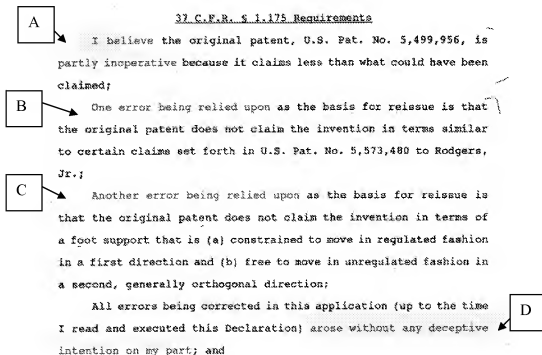 37 C.F.R. § 1.175 Requirements
A
I believe the original patent, U.S. Pat. No. 5,499,956, is
partly inoperative because it claims less than what could have been
claimed;
B
One error being relied upon as the basis for reissue is that
the original patent does not claim the invention in terms similar
to certain claims set forth in U.S. Pat. No. 5,573,480 to Rodgers,
Jr.;
C
Another error being relied upon as the basis for reissue is
that the original patent does not claim the invention in terms of
a foot support that is (a) constrained to move in regulated fashion
in a first direction and (b) free to move in unregulated fashion in
a second, generally orthogonal direction;
All errors being corrected in this application (up to the time
D
I read and executed this Declaration) arose without any deceptive
intention on my part; and